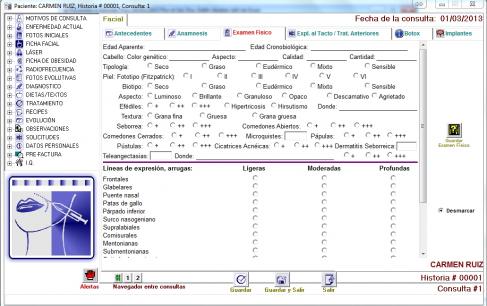 Paciente: CARMEN RUIZ, Historia # 00001, Consulta 1
MOTIVOS DE CONSULTA
ENFERMEDAD ACTUAL
FOTOS INICIALES
FICHA FACIAL
LÁSER
FICHA DE OBESIDAD
RADIOFRECUENCIA
FOTOS EVOLUTIVAS
DIAGNOSTICO
DIETAS/TEXTOS
TRATAMIENTO
RECIPES
EVOLUCIÓN
OBSERVACIONES
SOLICITUDES
DATOS PERSONALES
PRE-FACTURA
I.Q.
Facial Fecha de la consulta: 01/03/2013
Antecedentes Anamnesis Examen Fisico Expl. al Tacto / Trat. Anteriores Botox Implantes
Edad Aparente: Edad Cronobiológica:
Cabello: Color genético: Aspecto: Calidad: Cantidad:
Tipología: Seco Graso Eudérmico Mixto Sensible
Piel: Fototipo (Fitzpatrick): I II III IV V VI
Biotipo: Seco Graso Eudérmico Mixto Sensible
Aspecto: Luminoso Brillante Granuloso Opaco Descamativo Agrietado
Efélides: + ++ +++ Hipertricosis Hirsutismo Donde:
Textura: Grana fina Gruesa Grana gruesa
Seborrea: + ++ +++ Comedones Abiertos: + ++ +++
Comedones Cerrados: + ++ +++ Microquistes: Pápulas: + ++ +++
Pústulas: + ++ +++ Cicatrices Acnéicas: + ++ +++ Dermatitis Seborreica:
Teleangectasias: Donde: + ++ +++
Líneas de expresión, arrugas: Ligeras Moderadas Profundas
Frontales
Glabelares
Puente nasal
Patas de gallo
Párpado inferior
Surco nasogeniano
Supralabiales
Comisurales
Mentonianas
Submentonianas
Guardar
Examen Fisico
Desmarcar
CARMEN RUIZ
Historia # 00001
Consulta #1
Alertas
1 2
Navegador entre consultas
Guardar Guardar y Salir Salir